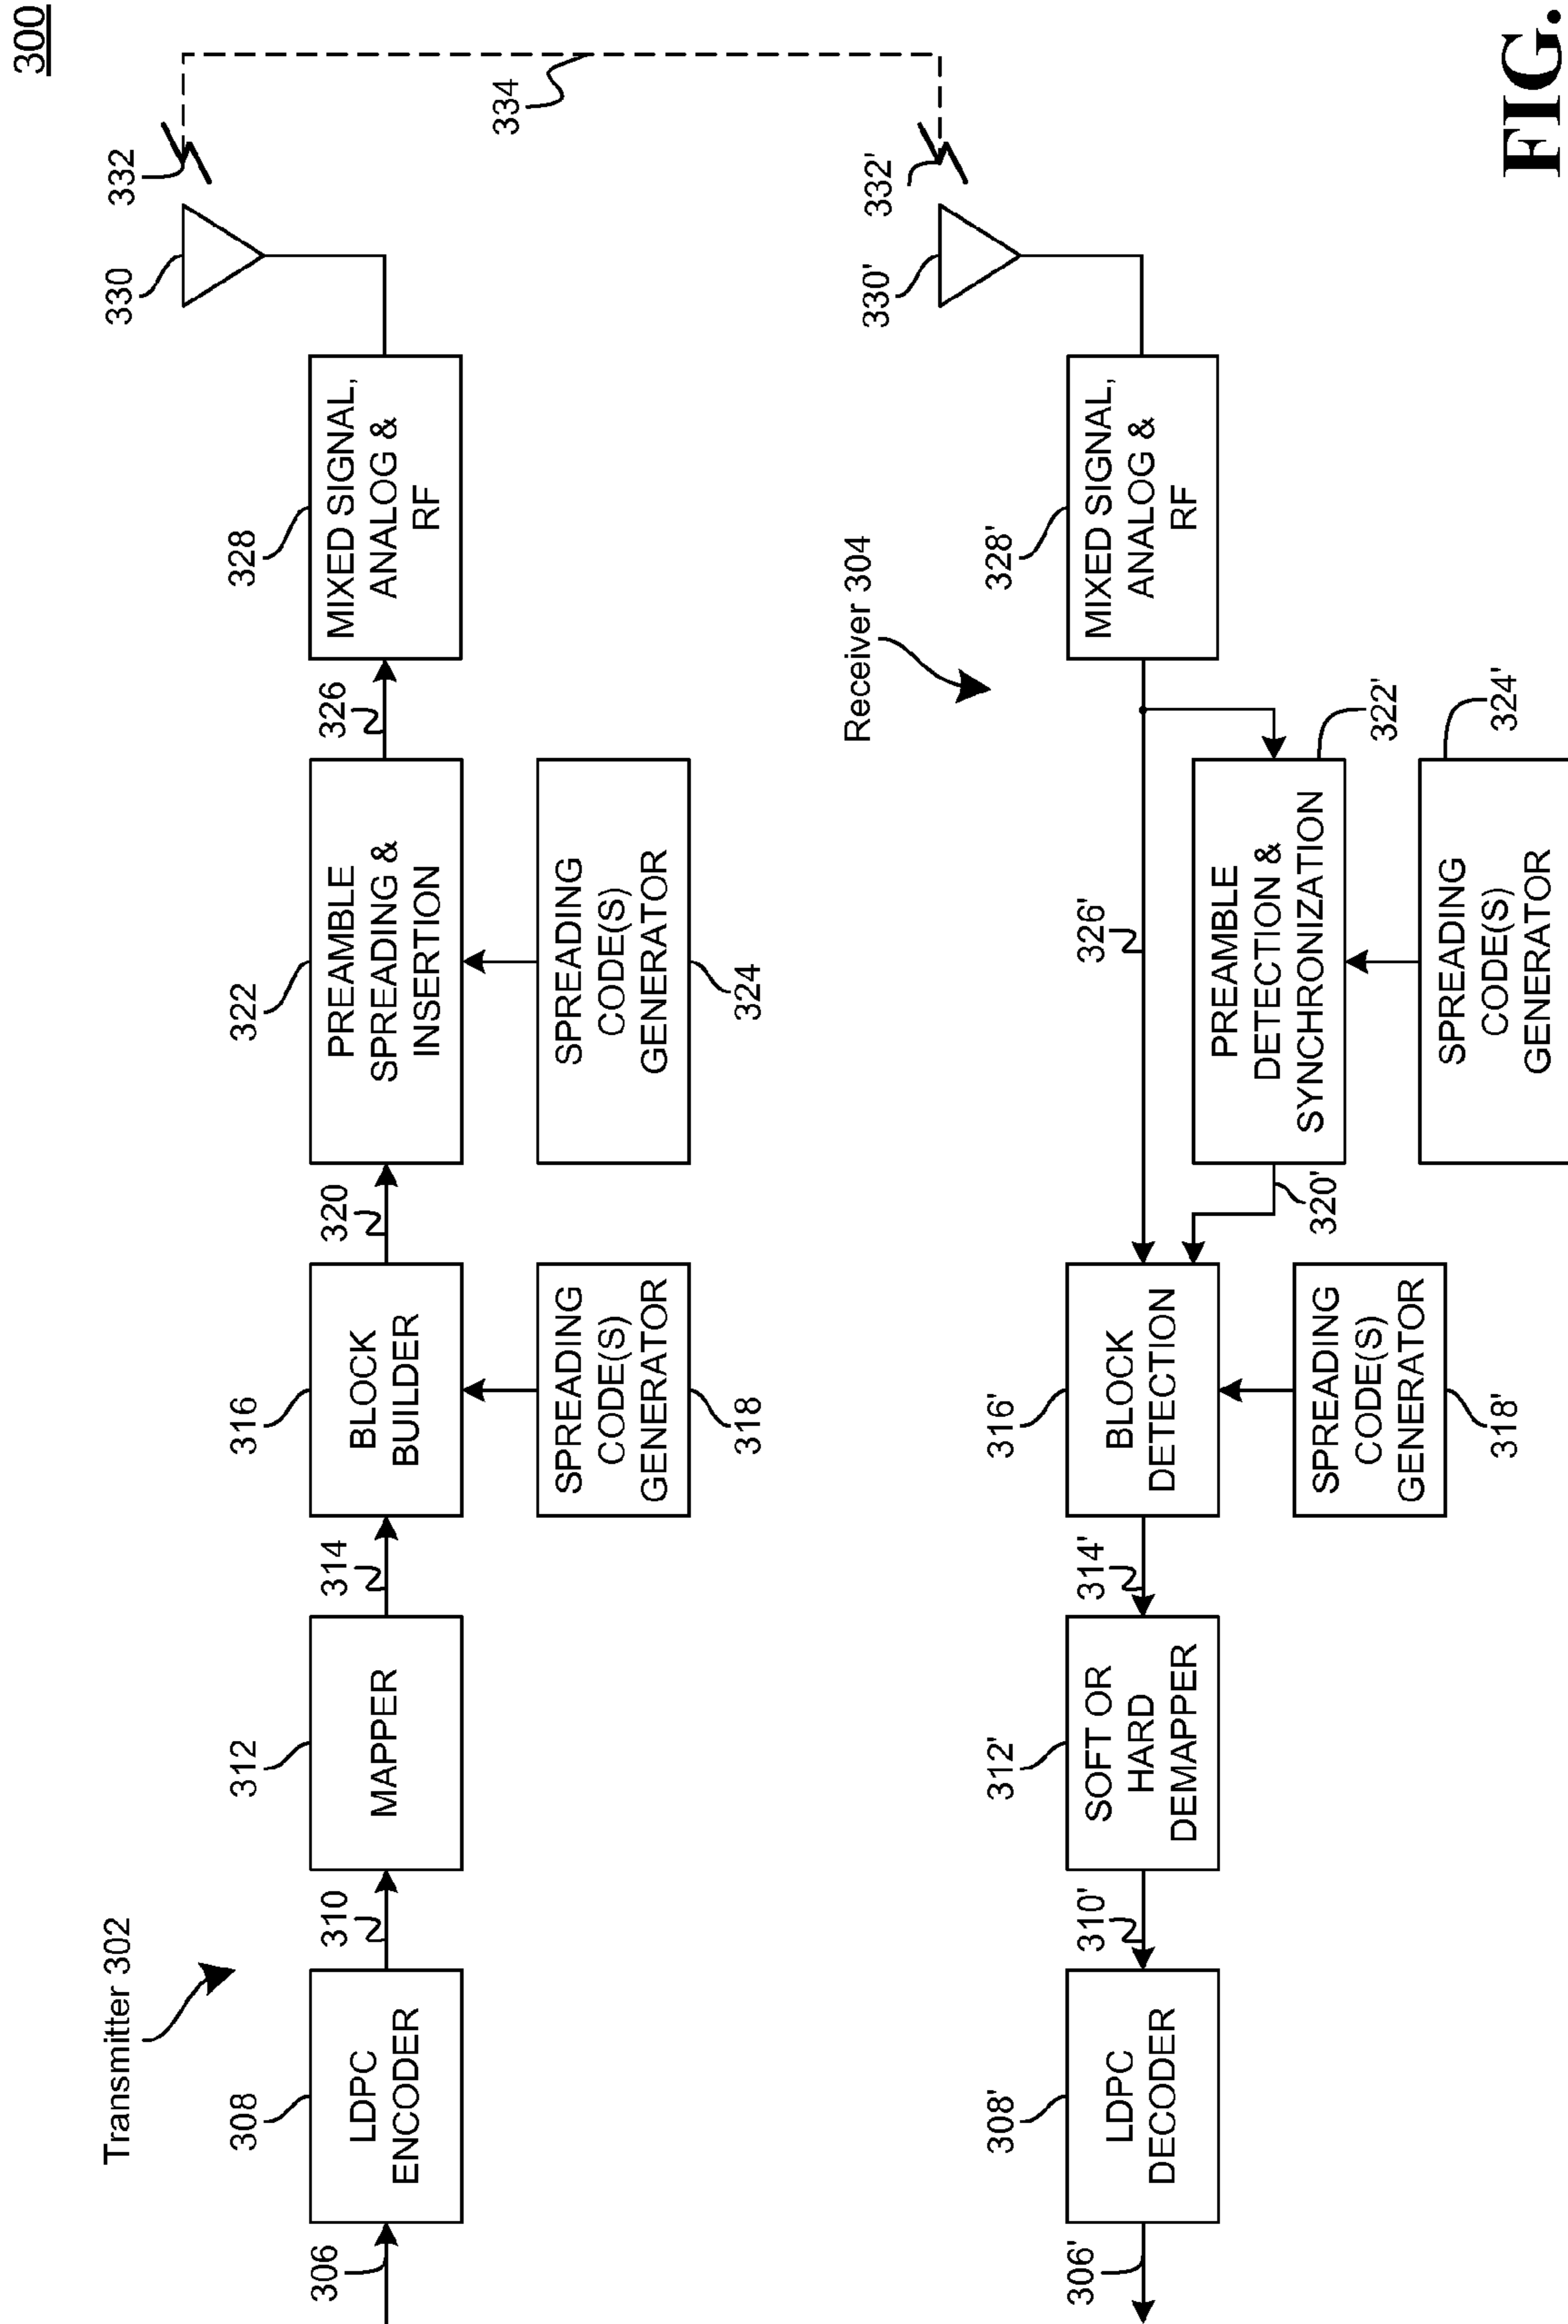 300
Transmitter 302
306
308
LDPC
ENCODER
310
312
MAPPER
314
316
BLOCK
BUILDER
SPREADING
CODE(S)
GENERATOR
318
320
322
PREAMBLE
SPREADING &
INSERTION
SPREADING
CODE(S)
GENERATOR
324
326
328
MIXED SIGNAL,
ANALOG &
RF
330
332
334
Receiver 304
306'
308'
LDPC
DECODER
310'
312'
SOFT OR
HARD
DEMAPPER
314'
316'
BLOCK
DETECTION
SPREADING
CODE(S)
GENERATOR
318'
320'
326'
PREAMBLE
DETECTION &
SYNCHRONIZATION
322'
SPREADING
CODE(S)
GENERATOR
324'
328'
MIXED SIGNAL,
ANALOG &
RF
330'
332'
FIG.